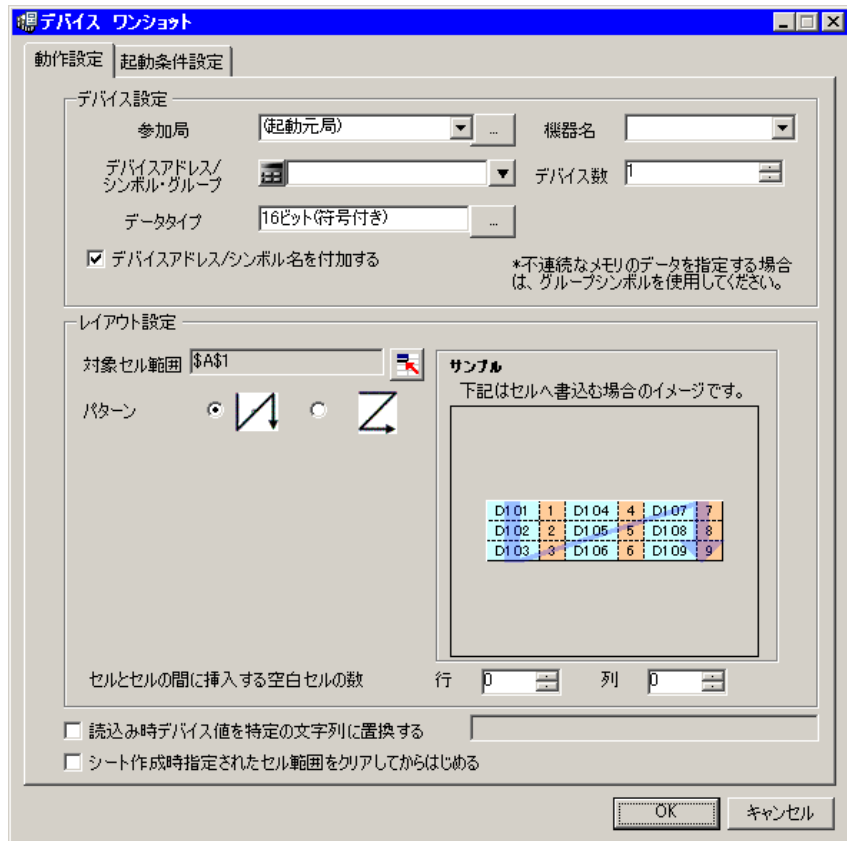 デバイス ワンショット
動作設定 起動条件設定
デバイス設定
参加局 (起動元局) ... 機器名
デバイスアドレス/
シンボル・グループ
デバイス数 1
データタイプ 16ビット(符号付き) ...
デバイスアドレス/シンボル名を付加する
*不連続なメモリのデータを指定する場合
は、グループシンボルを使用してください。
レイアウト設定
対象セル範囲 $A$1
パターン
サンプル
下記はセルへ書込む場合のイメージです。
D101 1 D104 4 D107 7
D102 2 D105 5 D108 8
D103 3 D106 6 D109 9
セルとセルの間に挿入する空白セルの数 行 0 列 0
読込み時デバイス値を特定の文字列に置換する
シート作成時指定されたセル範囲をクリアしてからはじめる
OK キャンセル